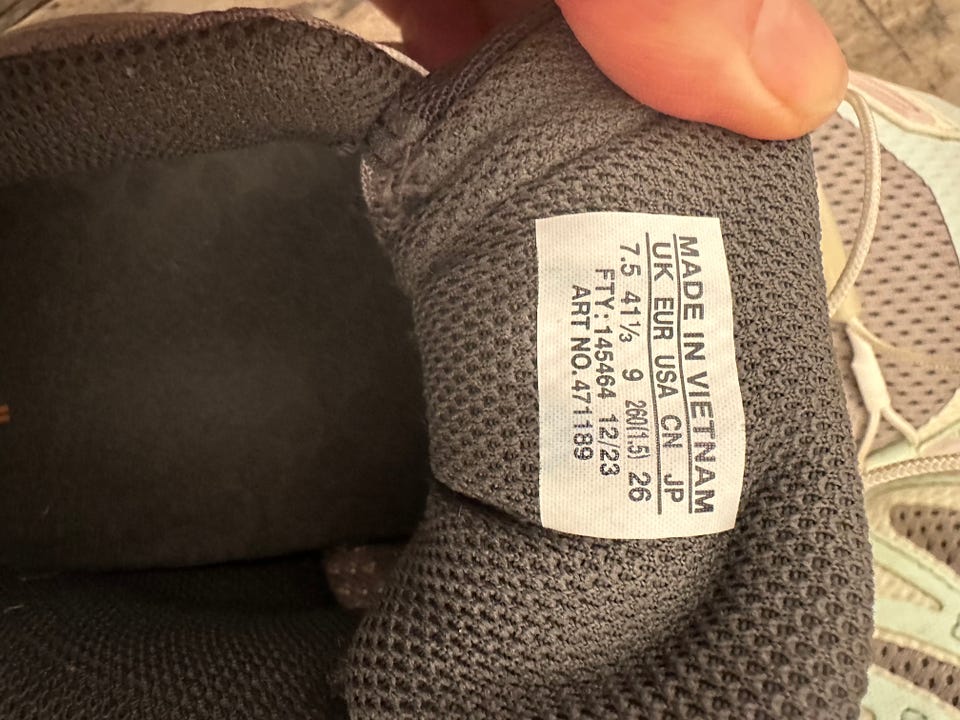 MADE IN VIETNAM
UK EUR USA CN JP
7.5 41⅓ 9 260(1.5) 26
FTY:145464 12/23
ART NO.471189